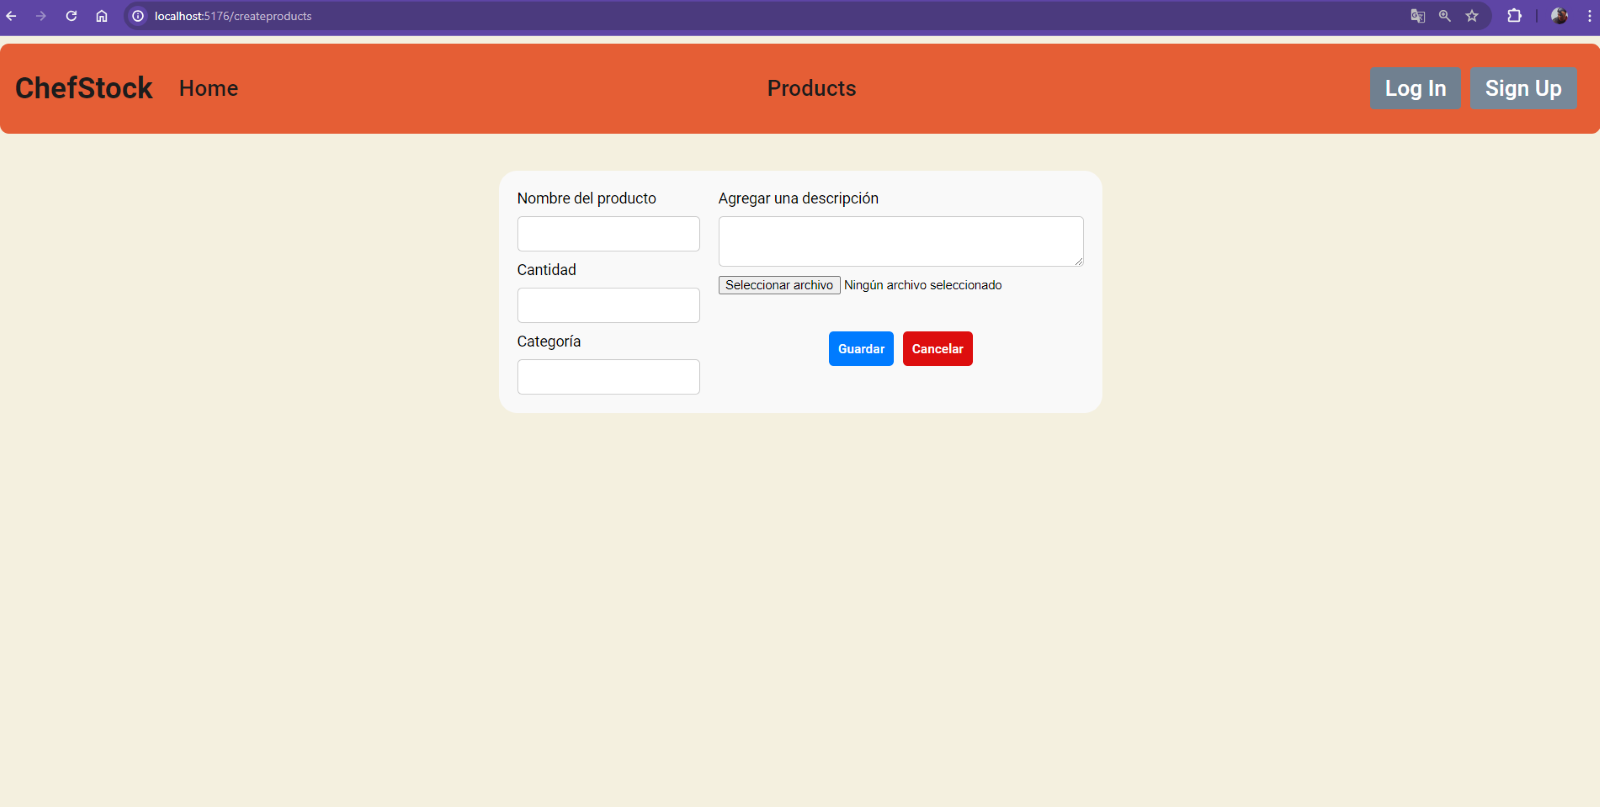 localhost:5176/createproducts
ChefStock Home Products Log In Sign Up
Nombre del producto
Cantidad
Categoría
Agregar una descripción
Seleccionar archivo Ningún archivo seleccionado
Guardar Cancelar